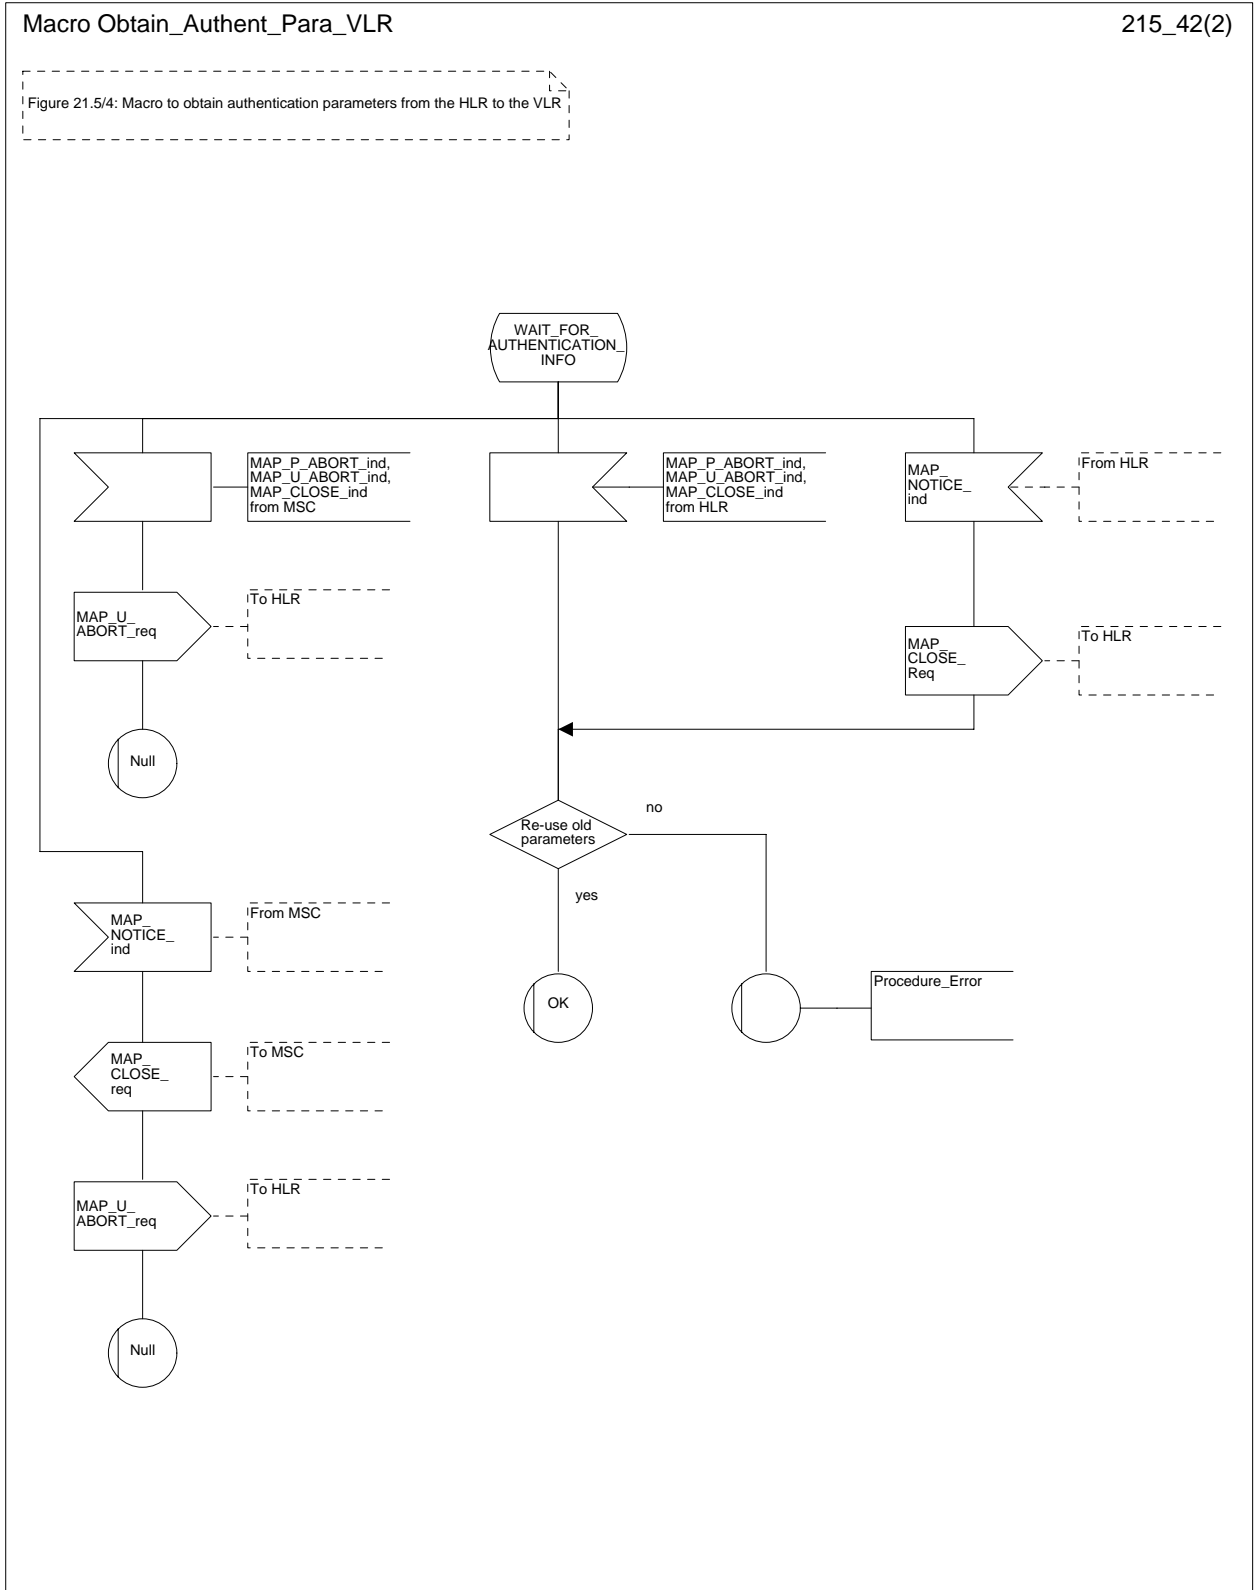 Macro Obtain_Authent_Para_VLR
215_42(2)
Figure 21.5/4: Macro to obtain authentication parameters from the HLR to the VLR
WAIT_FOR_
AUTHENTICATION_
INFO
MAP_P_ABORT_ind,
MAP_U_ABORT_ind,
MAP_CLOSE_ind
from MSC
MAP_P_ABORT_ind,
MAP_U_ABORT_ind,
MAP_CLOSE_ind
from HLR
MAP_
NOTICE_
ind
From HLR
MAP_U_
ABORT_req
To HLR
MAP_
CLOSE_
Req
To HLR
Null
Re-use old
parameters
no
yes
MAP_
NOTICE_
ind
From MSC
OK
Procedure_Error
MAP_
CLOSE_
req
To MSC
MAP_U_
ABORT_req
To HLR
Null